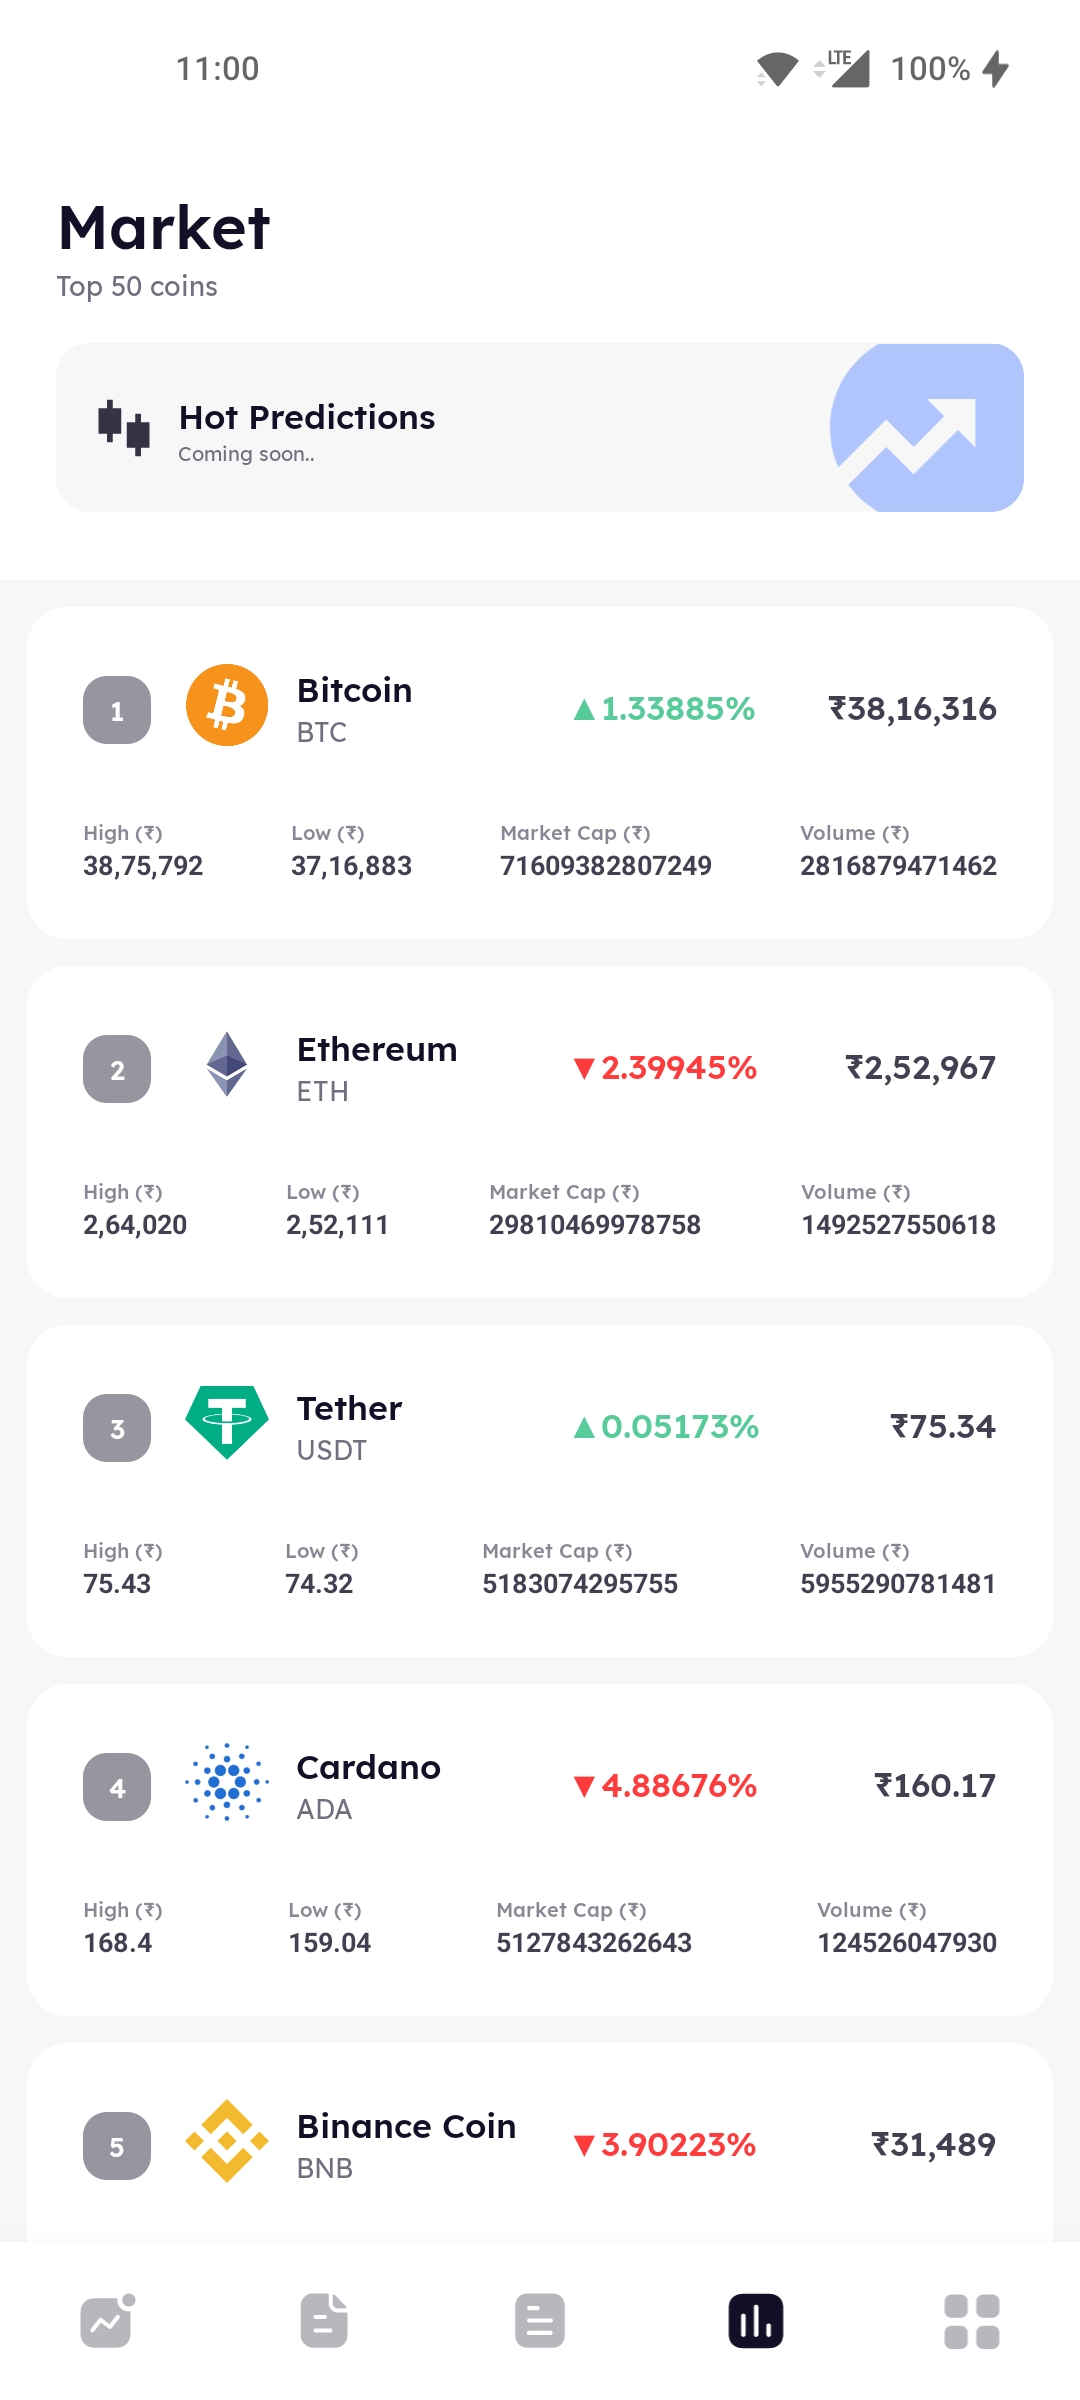 11:00 LTE 100%
Market
Top 50 coins
Hot Predictions
Coming soon..
1 Bitcoin ▲1.33885% ₹38,16,316
BTC
High (₹) Low (₹) Market Cap (₹) Volume (₹)
38,75,792 37,16,883 71609382807249 2816879471462
2 Ethereum ▼2.39945% ₹2,52,967
ETH
High (₹) Low (₹) Market Cap (₹) Volume (₹)
2,64,020 2,52,111 29810469978758 1492527550618
3 Tether ▲0.05173% ₹75.34
USDT
High (₹) Low (₹) Market Cap (₹) Volume (₹)
75.43 74.32 5183074295755 5955290781481
4 Cardano ▼4.88676% ₹160.17
ADA
High (₹) Low (₹) Market Cap (₹) Volume (₹)
168.4 159.04 5127843262643 124526047930
5 Binance Coin ▼3.90223% ₹31,489
BNB